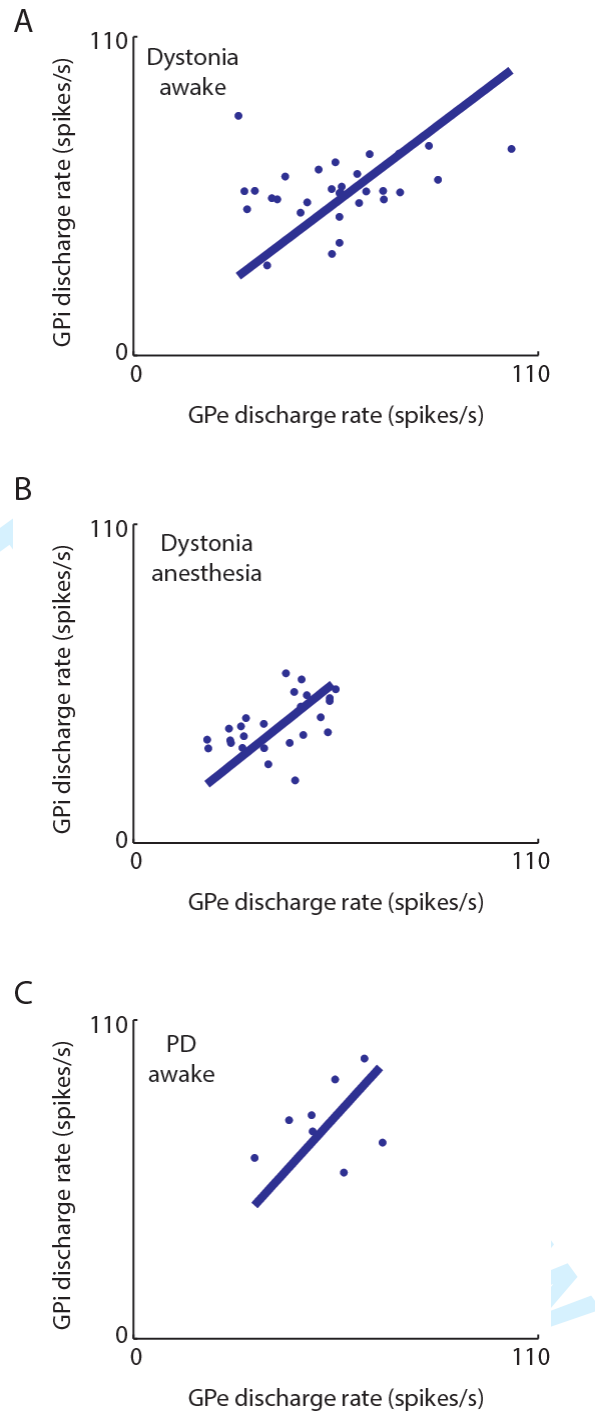 A
110
Dystonia
awake
GPi discharge rate (spikes/s)
0
0
110
GPe discharge rate (spikes/s)
B
110
Dystonia
anesthesia
GPi discharge rate (spikes/s)
0
0
110
GPe discharge rate (spikes/s)
C
110
PD
awake
GPi discharge rate (spikes/s)
0
0
110
GPe discharge rate (spikes/s)